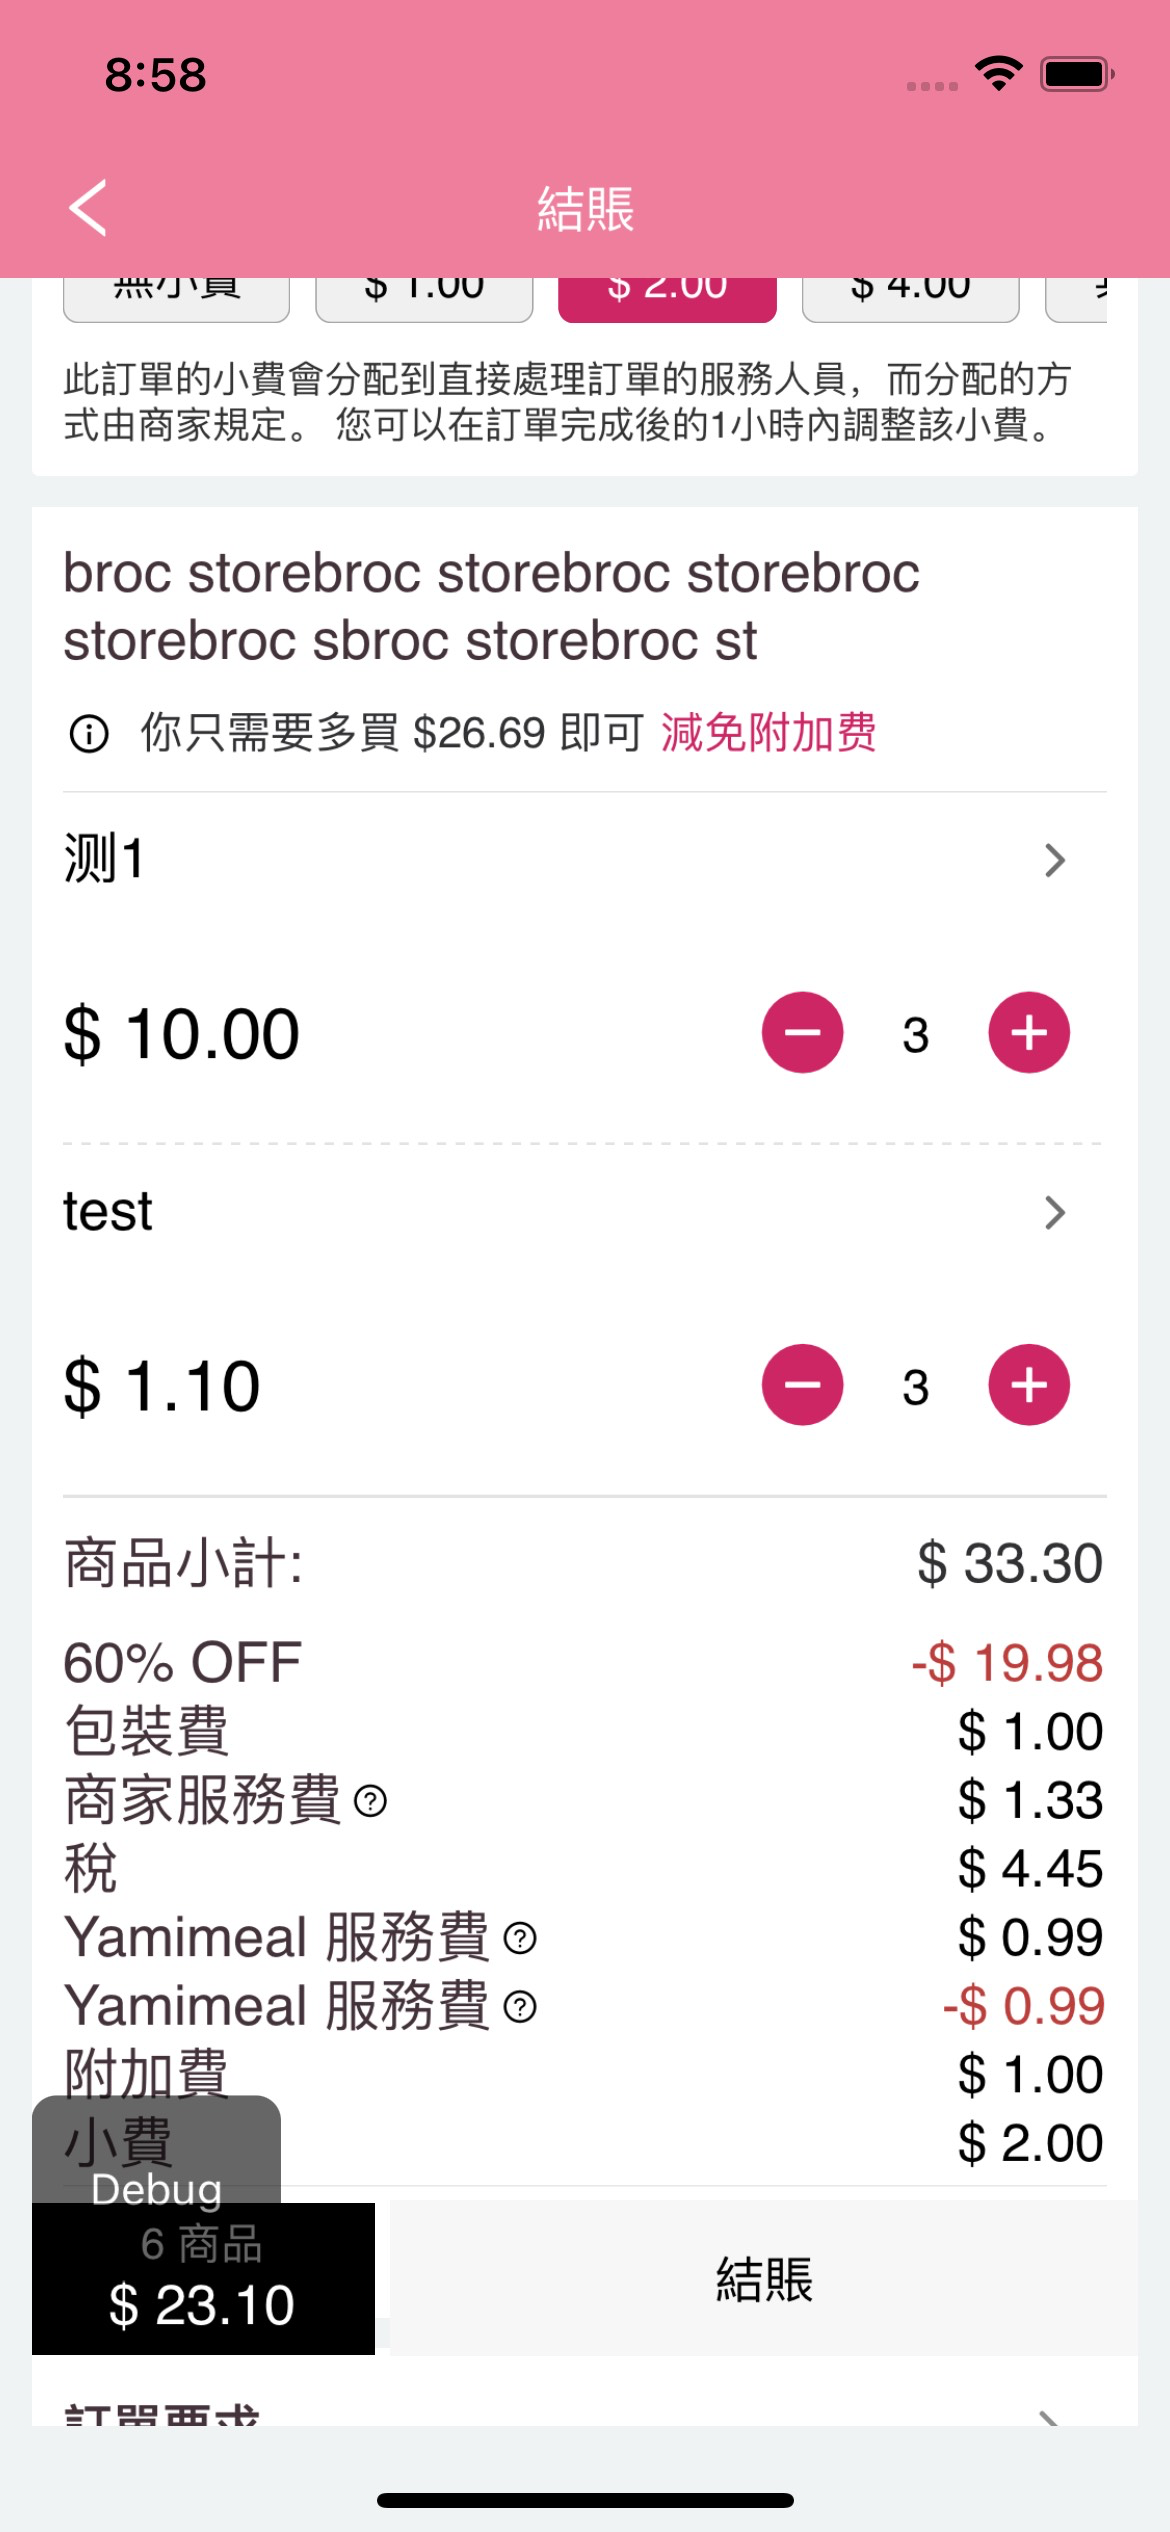 8:58
結賬
無小費 $ 1.00 $ 2.00 $ 4.00
此訂單的小費會分配到直接處理訂單的服務人員，而分配的方
式由商家規定。 您可以在訂單完成後的1小時內調整該小費。
broc storebroc storebroc storebroc
storebroc sbroc storebroc st
你只需要多買 $26.69 即可 減免附加费
测1
$ 10.00 3
test
$ 1.10 3
商品小計: $ 33.30
60% OFF -$ 19.98
包裝費 $ 1.00
商家服務費 $ 1.33
稅 $ 4.45
Yamimeal 服務費 $ 0.99
Yamimeal 服務費 -$ 0.99
附加費 $ 1.00
小費 $ 2.00
Debug
6 商品
$ 23.10
結賬
訂單要求